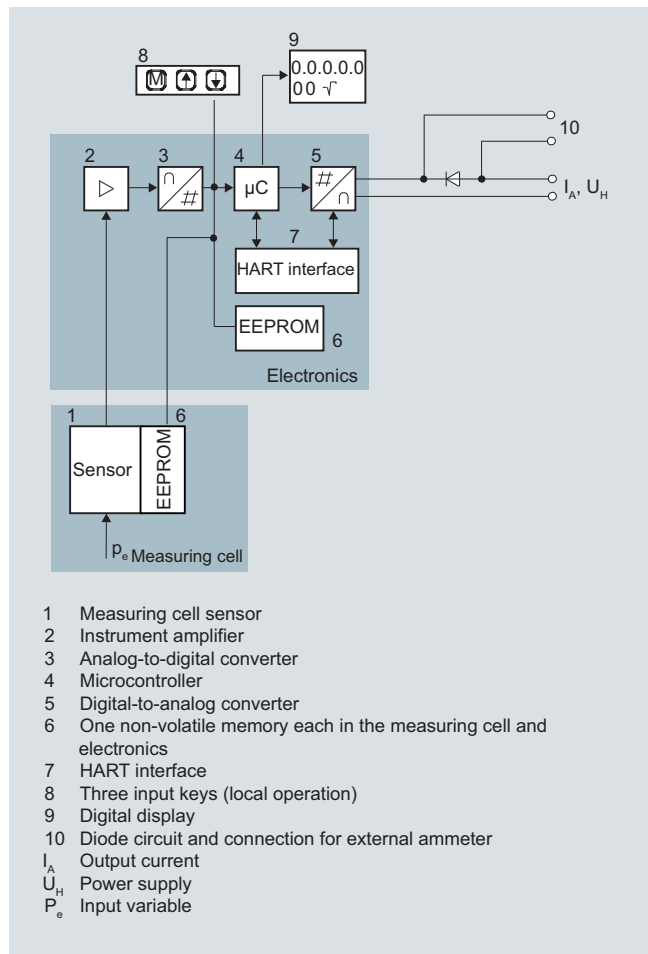 8
M
9
0.0.0.0.0
00 √
10
2
3
4
5
∩
#
µC
#
∩
I_A, U_H
7
HART interface
EEPROM
6
Electronics
1
6
Sensor
EEPROM
p_e Measuring cell
1 Measuring cell sensor
2 Instrument amplifier
3 Analog-to-digital converter
4 Microcontroller
5 Digital-to-analog converter
6 One non-volatile memory each in the measuring cell and
electronics
7 HART interface
8 Three input keys (local operation)
9 Digital display
10 Diode circuit and connection for external ammeter
I_A Output current
U_H Power supply
P_e Input variable